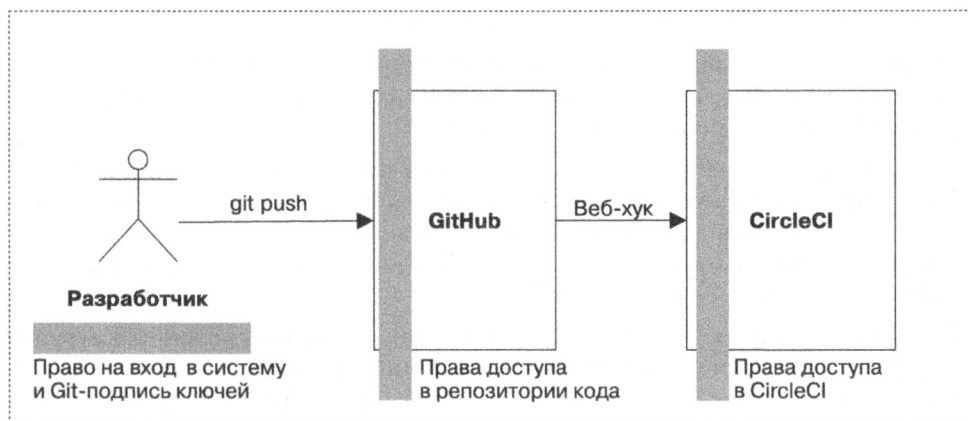 git push
GitHub
Веб-хук
CircleCI
Разработчик
Право на вход в систему
и Git-подпись ключей
Права доступа
в репозитории кода
Права доступа
в CircleCI